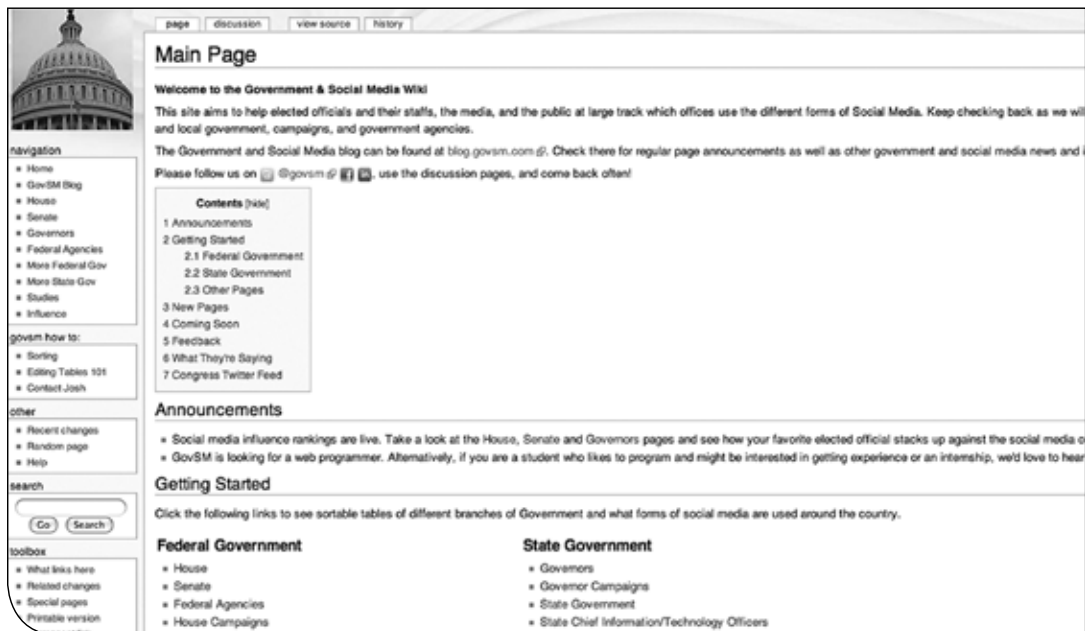 page
discussion
view source
history
Main Page
Welcome to the Government & Social Media Wiki
This site aims to help elected officials and their staffs, the media, and the public at large track which offices use the different forms of Social Media. Keep checking back as we wil
and local government, campaigns, and government agencies.
The Government and Social Media blog can be found at blog.govsm.com. Check there for regular page announcements as well as other government and social media news and i
Please follow us on @govsm, use the discussion pages, and come back often!
Contents [hide]
1 Announcements
2 Getting Started
2.1 Federal Government
2.2 State Government
2.3 Other Pages
3 New Pages
4 Coming Soon
5 Feedback
6 What They're Saying
7 Congress Twitter Feed
navigation
Home
GovSM Blog
House
Senate
Governors
Federal Agencies
More Federal Gov
More State Gov
Studies
Influence
govsm how to:
Sorting
Editing Tables 101
Contact Josh
other
Recent changes
Random page
Help
search
Go Search
toolbox
What links here
Related changes
Special pages
Printable version
Announcements
Social media influence rankings are live. Take a look at the House, Senate and Governors pages and see how your favorite elected official stacks up against the social media o
GovSM is looking for a web programmer. Alternatively, if you are a student who likes to program and might be interested in getting experience or an internship, we'd love to hear
Getting Started
Click the following links to see sortable tables of different branches of Government and what forms of social media are used around the country.
Federal Government
House
Senate
Federal Agencies
House Campaigns
State Government
Governors
Governor Campaigns
State Government
State Chief Information/Technology Officers